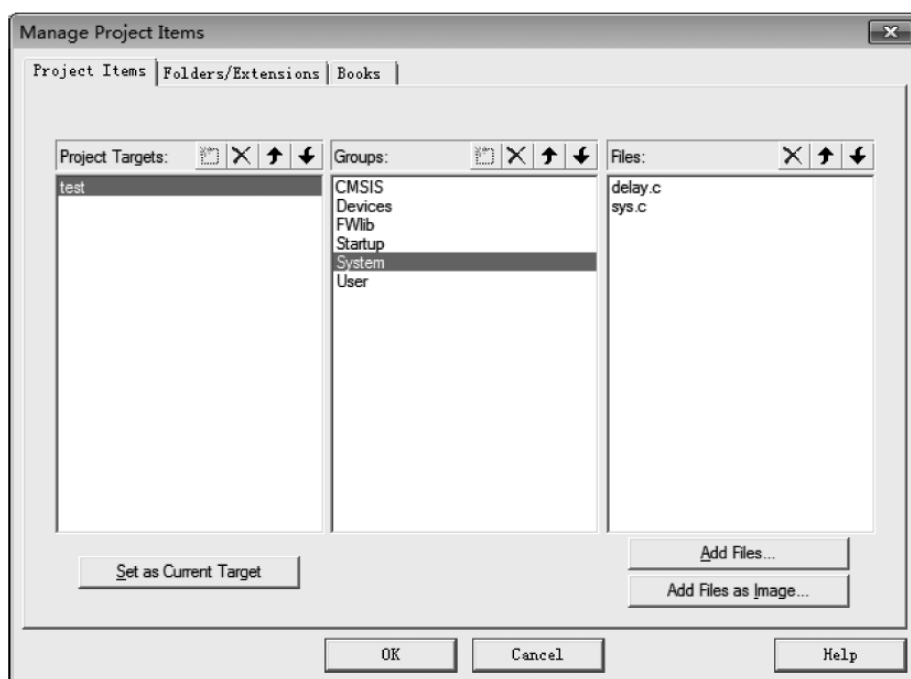 Manage Project Items
Project Items Folders/Extensions Books
Project Targets: Groups: Files:
test CMSIS delay.c
Devices sys.c
FWlib
Startup
System
User
Add Files...
Set as Current Target
Add Files as Image...
OK Cancel Help